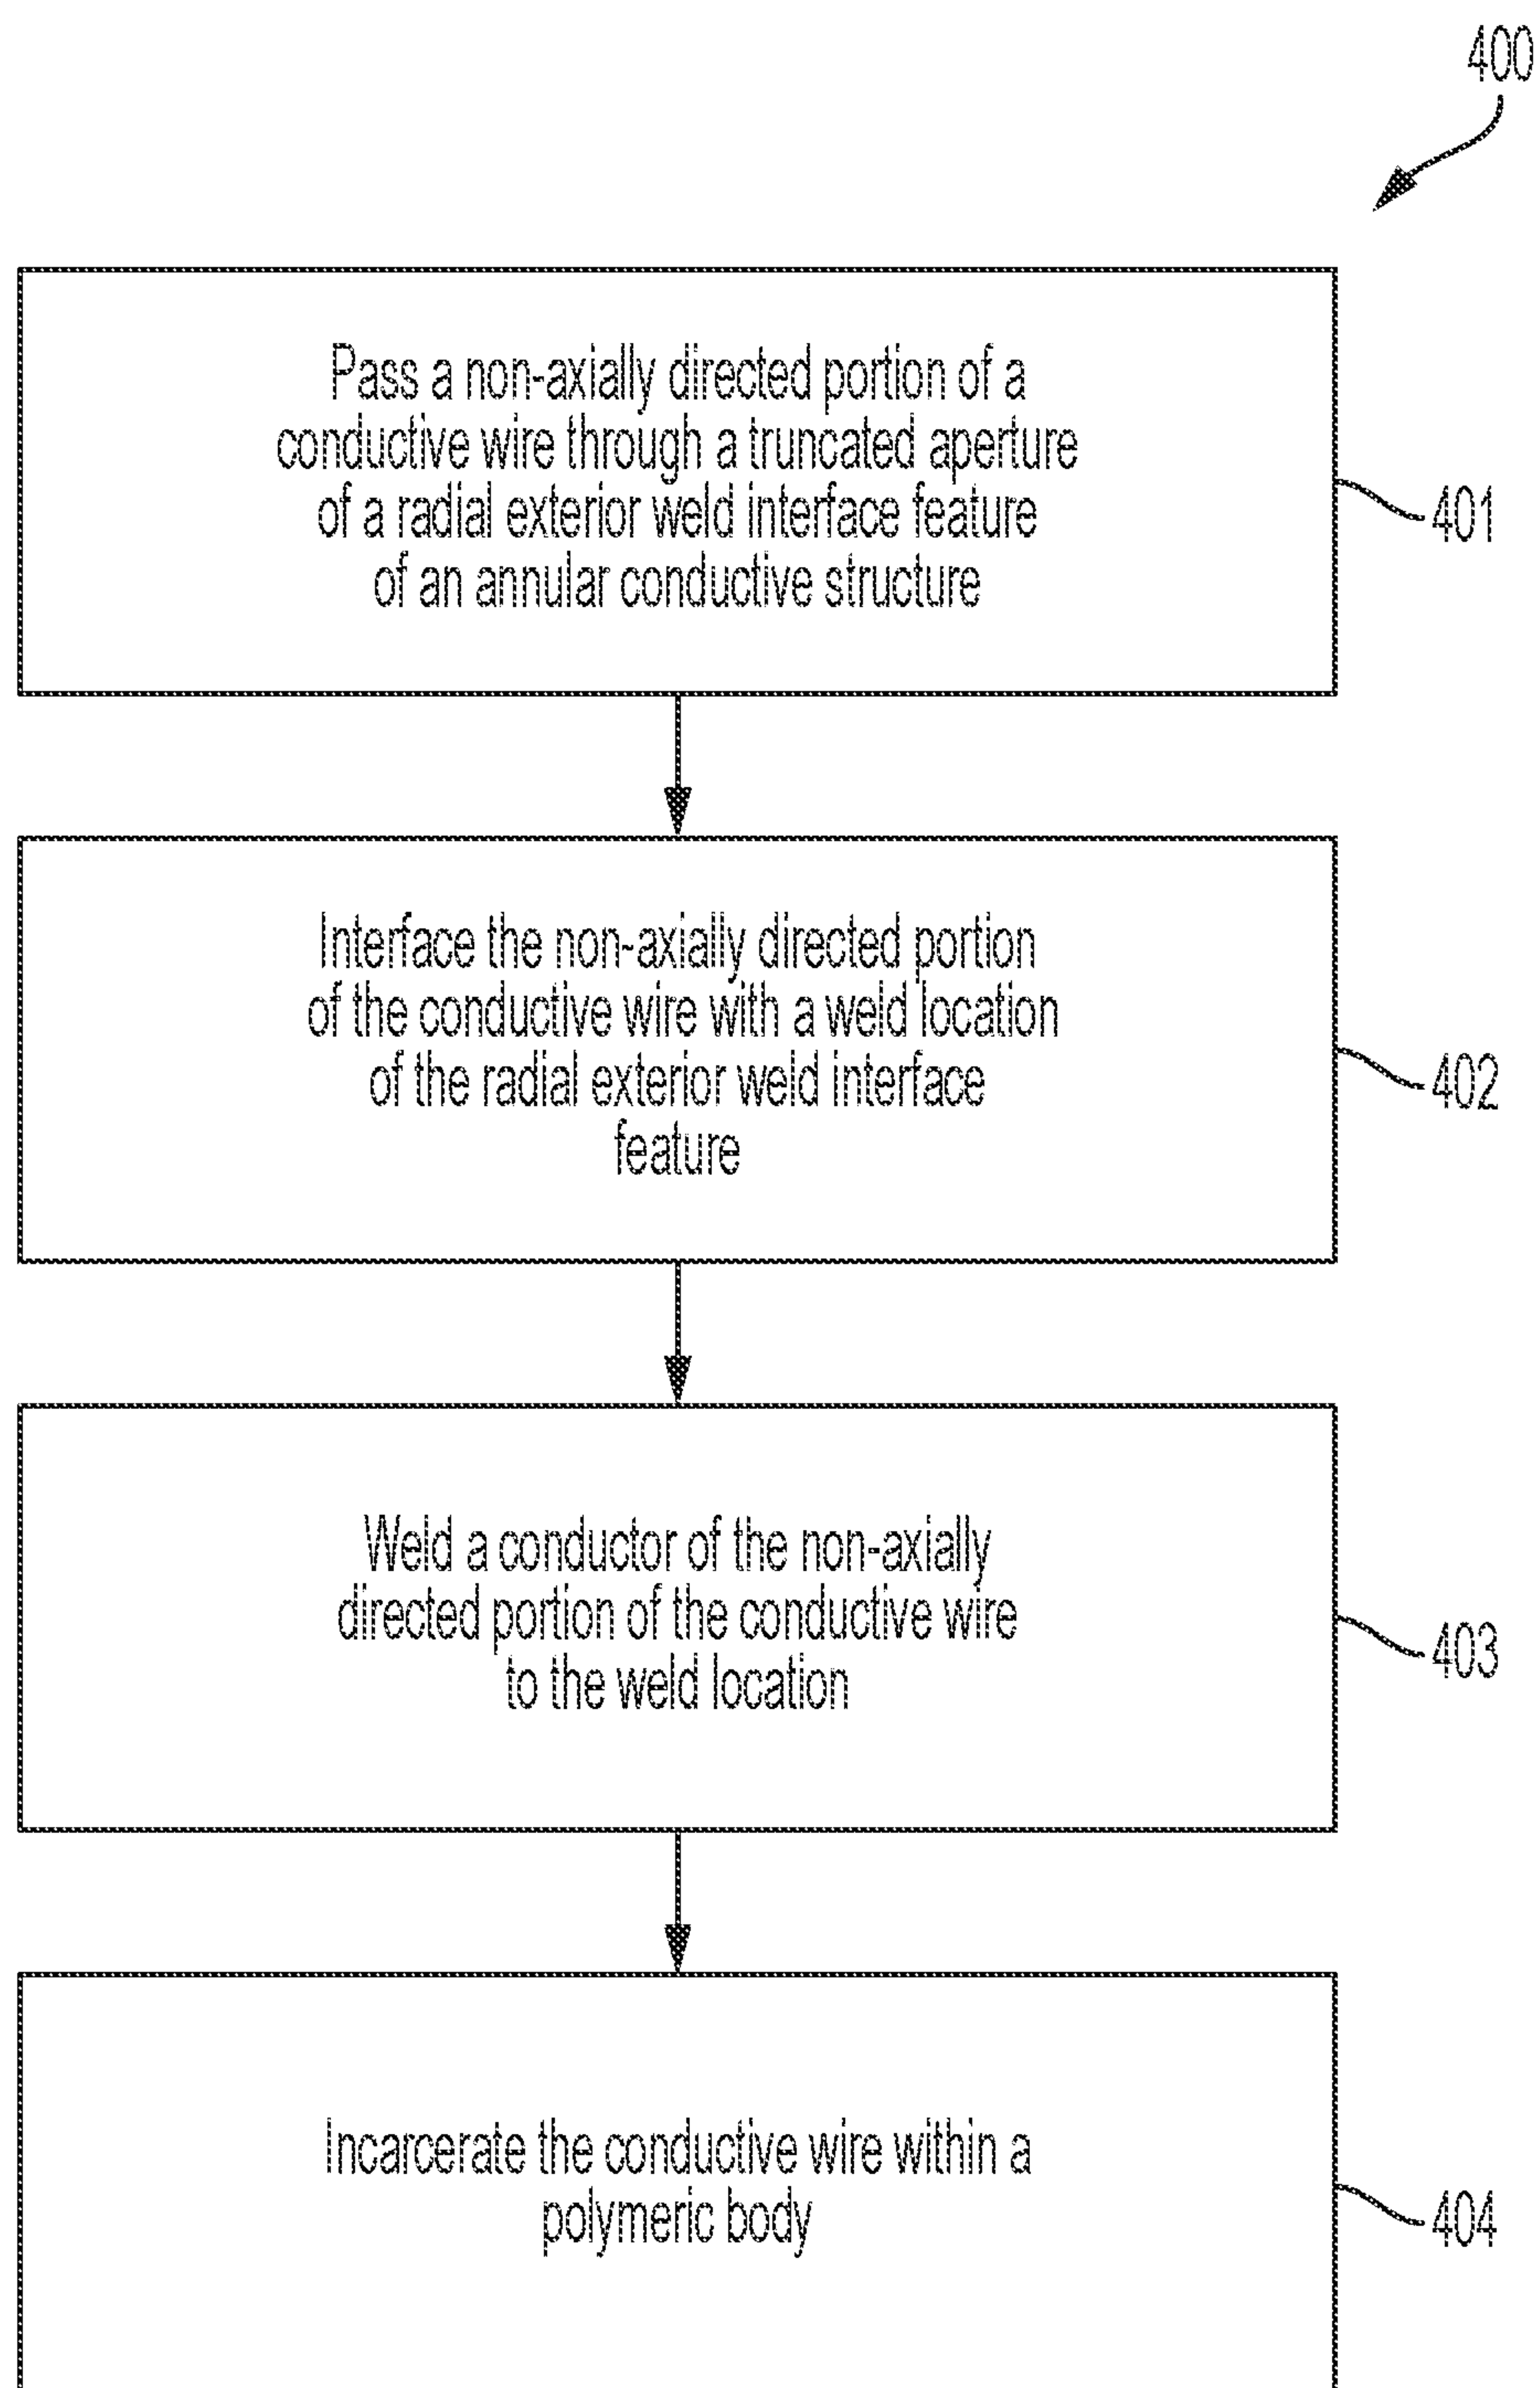 400
Pass a non-axially directed portion of a
conductive wire through a truncated aperture
of a radial exterior weld interface feature
of an annular conductive structure
401
Interface the non-axially directed portion
of the conductive wire with a weld location
of the radial exterior weld interface
feature
402
Weld a conductor of the non-axially
directed portion of the conductive wire
to the weld location
403
Incarcerate the conductive wire within a
polymeric body
404